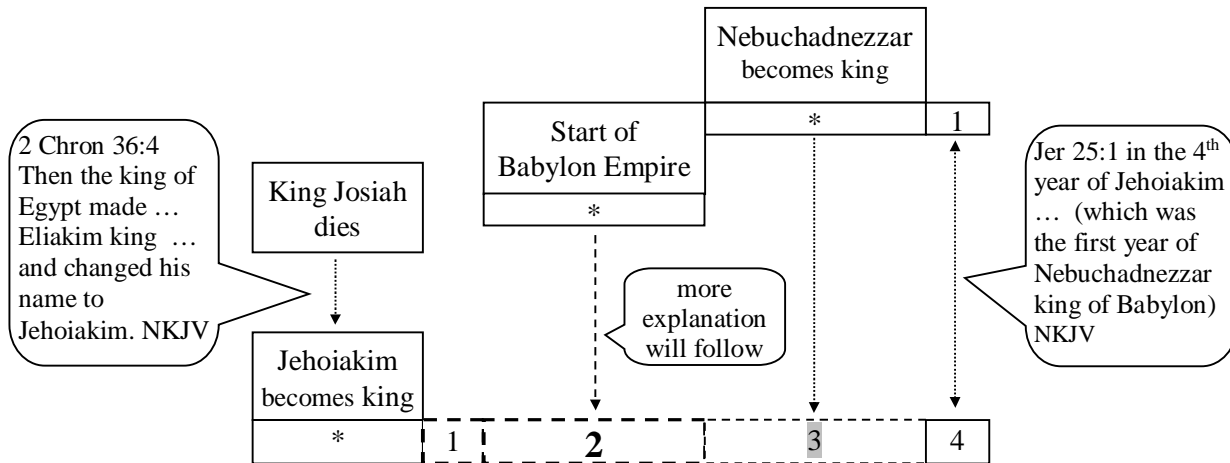 Nebuchadnezzar
becomes king
*
1
Start of
Babylon Empire
*
2 Chron 36:4
Then the king of
Egypt made …
Eliakim king …
and changed his
name to
Jehoiakim. NKJV
King Josiah
dies
Jer 25:1 in the 4th
year of Jehoiakim
… (which was
the first year of
Nebuchadnezzar
king of Babylon)
NKJV
more
explanation
will follow
Jehoiakim
becomes king
* 1 2 3 4